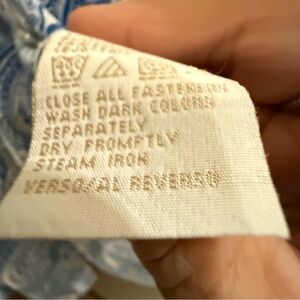 CLOSE ALL FASTENERS
WASH DARK COLORS
SEPARATELY
DRY PROMPTLY
STEAM IRON
VERSO/AL REVERSO